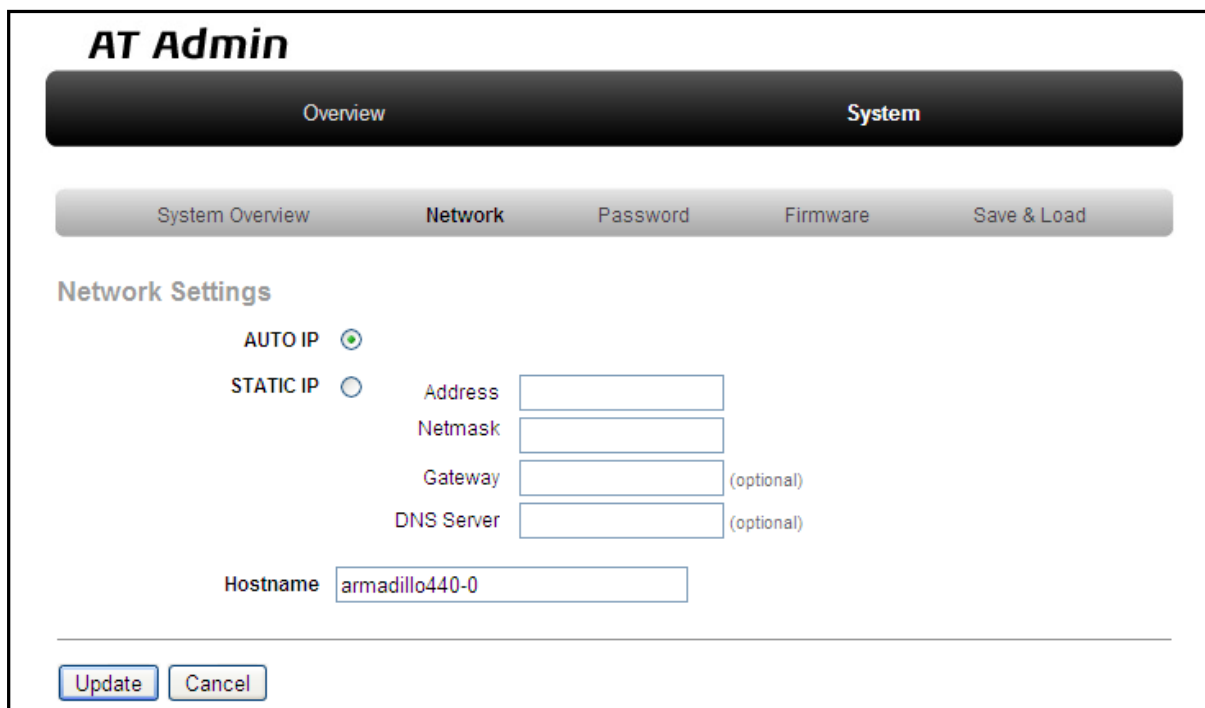 AT Admin
Overview System
System Overview Network Password Firmware Save & Load
Network Settings
AUTO IP
STATIC IP Address
Netmask
Gateway (optional)
DNS Server (optional)
Hostname armadillo440-0
Update Cancel